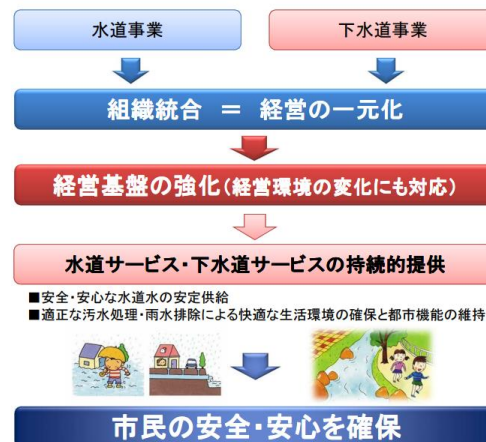 水道事業
下水道事業
組織統合 ＝ 経営の一元化
経営基盤の強化（経営環境の変化にも対応）
水道サービス・下水道サービスの持続的提供
■安全・安心な水道水の安定供給
■適正な汚水処理・雨水排除による快適な生活環境の確保と都市機能の維持
市民の安全・安心を確保